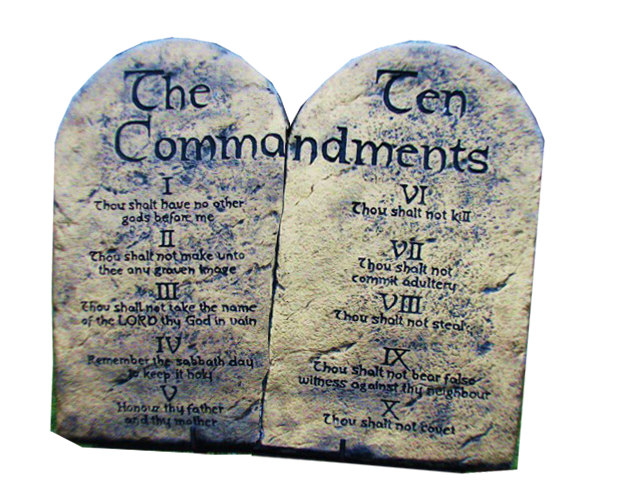 The Ten
Commandments
I
Thou shalt have no other
gods before me
II
Thou shalt not make unto
thee any graven image
III
Thou shalt not take the name
of the LORD thy God in vain
IV
Remember the sabbath day
to keep it holy
V
Honour thy father
and thy mother
VI
Thou shalt not kill
VII
Thou shalt not
commit adultery
VIII
Thou shalt not steal
IX
Thou shalt not bear false
witness against thy neighbour
X
Thou shalt not covet